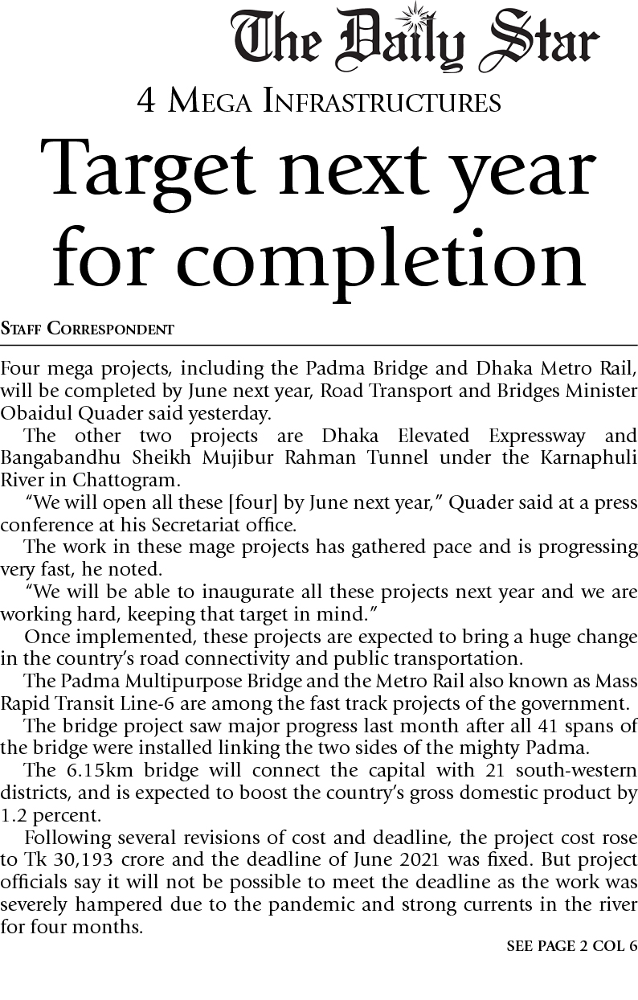 The Daily Star
4 Mega Infrastructures
Target next year
for completion
Staff Correspondent
Four mega projects, including the Padma Bridge and Dhaka Metro Rail,
will be completed by June next year, Road Transport and Bridges Minister
Obaidul Quader said yesterday.
The other two projects are Dhaka Elevated Expressway and
Bangabandhu Sheikh Mujibur Rahman Tunnel under the Karnaphuli
River in Chattogram.
“We will open all these [four] by June next year,” Quader said at a press
conference at his Secretariat office.
The work in these mage projects has gathered pace and is progressing
very fast, he noted.
“We will be able to inaugurate all these projects next year and we are
working hard, keeping that target in mind.”
Once implemented, these projects are expected to bring a huge change
in the country’s road connectivity and public transportation.
The Padma Multipurpose Bridge and the Metro Rail also known as Mass
Rapid Transit Line-6 are among the fast track projects of the government.
The bridge project saw major progress last month after all 41 spans of
the bridge were installed linking the two sides of the mighty Padma.
The 6.15km bridge will connect the capital with 21 south-western
districts, and is expected to boost the country’s gross domestic product by
1.2 percent.
Following several revisions of cost and deadline, the project cost rose
to Tk 30,193 crore and the deadline of June 2021 was fixed. But project
officials say it will not be possible to meet the deadline as the work was
severely hampered due to the pandemic and strong currents in the river
for four months.
SEE PAGE 2 COL 6